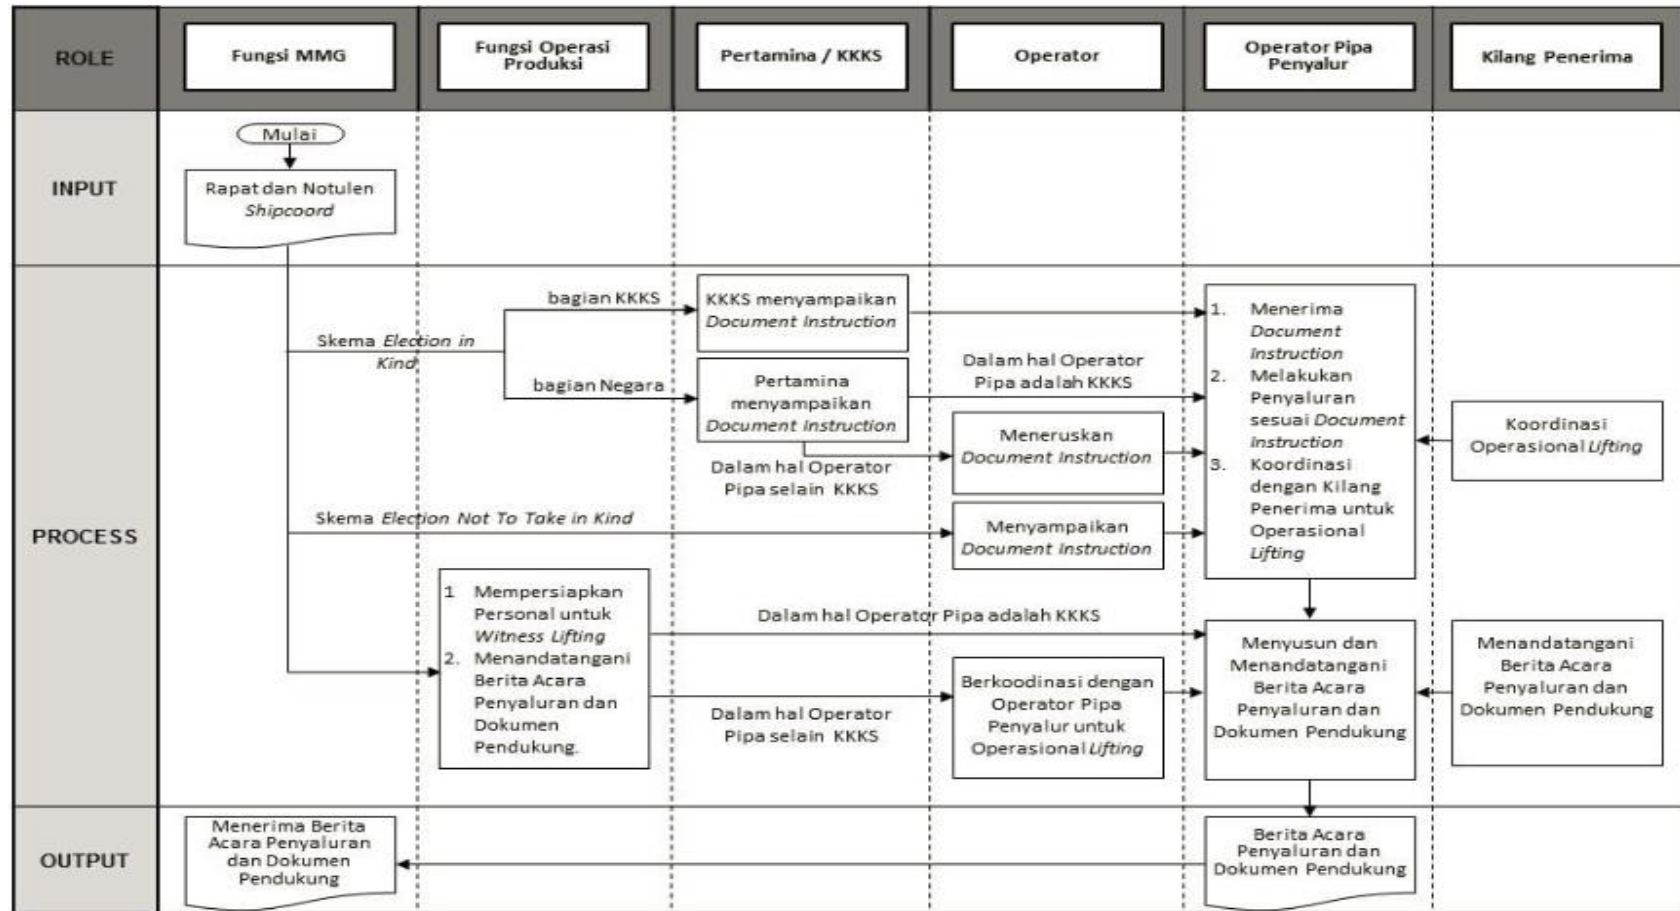 ROLE
Fungsi MMG
Fungsi Operasi
Produksi
Pertamina / KKKS
Operator
Operator Pipa
Penyalur
Kilang Penerima
INPUT
Mulai
Rapat dan Notulen
Shipcoord
PROCESS
Skema Election in
Kind
bagian KKKS
bagian Negara
KKKS menyampaikan
Document Instruction
Pertamina
menyampaikan
Document Instruction
Dalam hal Operator
Pipa adalah KKKS
Dalam hal Operator
Pipa selain KKKS
Meneruskan
Document Instruction
Skema Election Not To Take in Kind
Menyampaikan
Document Instruction
1. Menerima
Document
Instruction
2. Melakukan
Penyaluran
sesuai Document
Instruction
3. Koordinasi
dengan Kilang
Penerima untuk
Operasional
Lifting
Koordinasi
Operasional Lifting
1 Mempersiapkan
Personal untuk
Witness Lifting
2. Menandatangani
Berita Acara
Penyaluran dan
Dokumen
Pendukung.
Dalam hal Operator Pipa adalah KKKS
Dalam hal Operator
Pipa selain KKKS
Berkoodinasi dengan
Operator Pipa
Penyalur untuk
Operasional Lifting
Menyusun dan
Menandatangani
Berita Acara
Penyaluran dan
Dokumen Pendukung
Menandatangani
Berita Acara
Penyaluran dan
Dokumen Pendukung
OUTPUT
Menerima Berita
Acara Penyaluran
dan Dokumen
Pendukung
Berita Acara
Penyaluran dan
Dokumen Pendukung